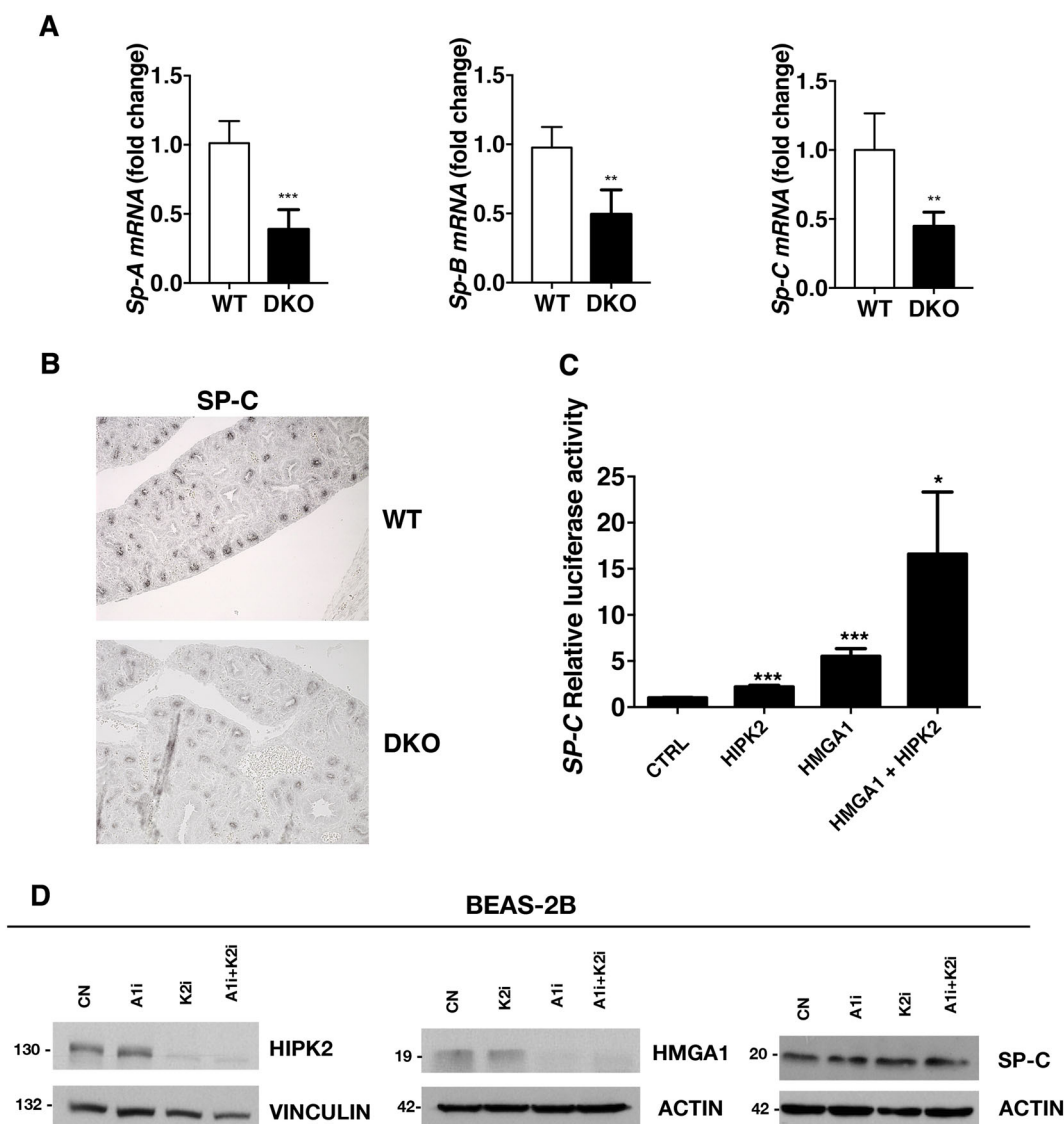 A
Sp-A mRNA (fold change)
1.5
1.0
0.5
0.0
***
WT DKO
Sp-B mRNA (fold change)
1.5
1.0
0.5
0.0
**
WT DKO
Sp-C mRNA (fold change)
1.5
1.0
0.5
0.0
**
WT DKO
B
SP-C
WT
DKO
C
SP-C Relative luciferase activity
25
20
15
10
5
0
***
***
*
CTRL
HIPK2
HMGA1
HMGA1 + HIPK2
D
BEAS-2B
CN A1i K2i A1i+K2i
130 - HIPK2
132 - VINCULIN
CN K2i A1i A1i+K2i
19 - HMGA1
42- ACTIN
CN A1i K2i A1i+K2i
20 - SP-C
42 - ACTIN